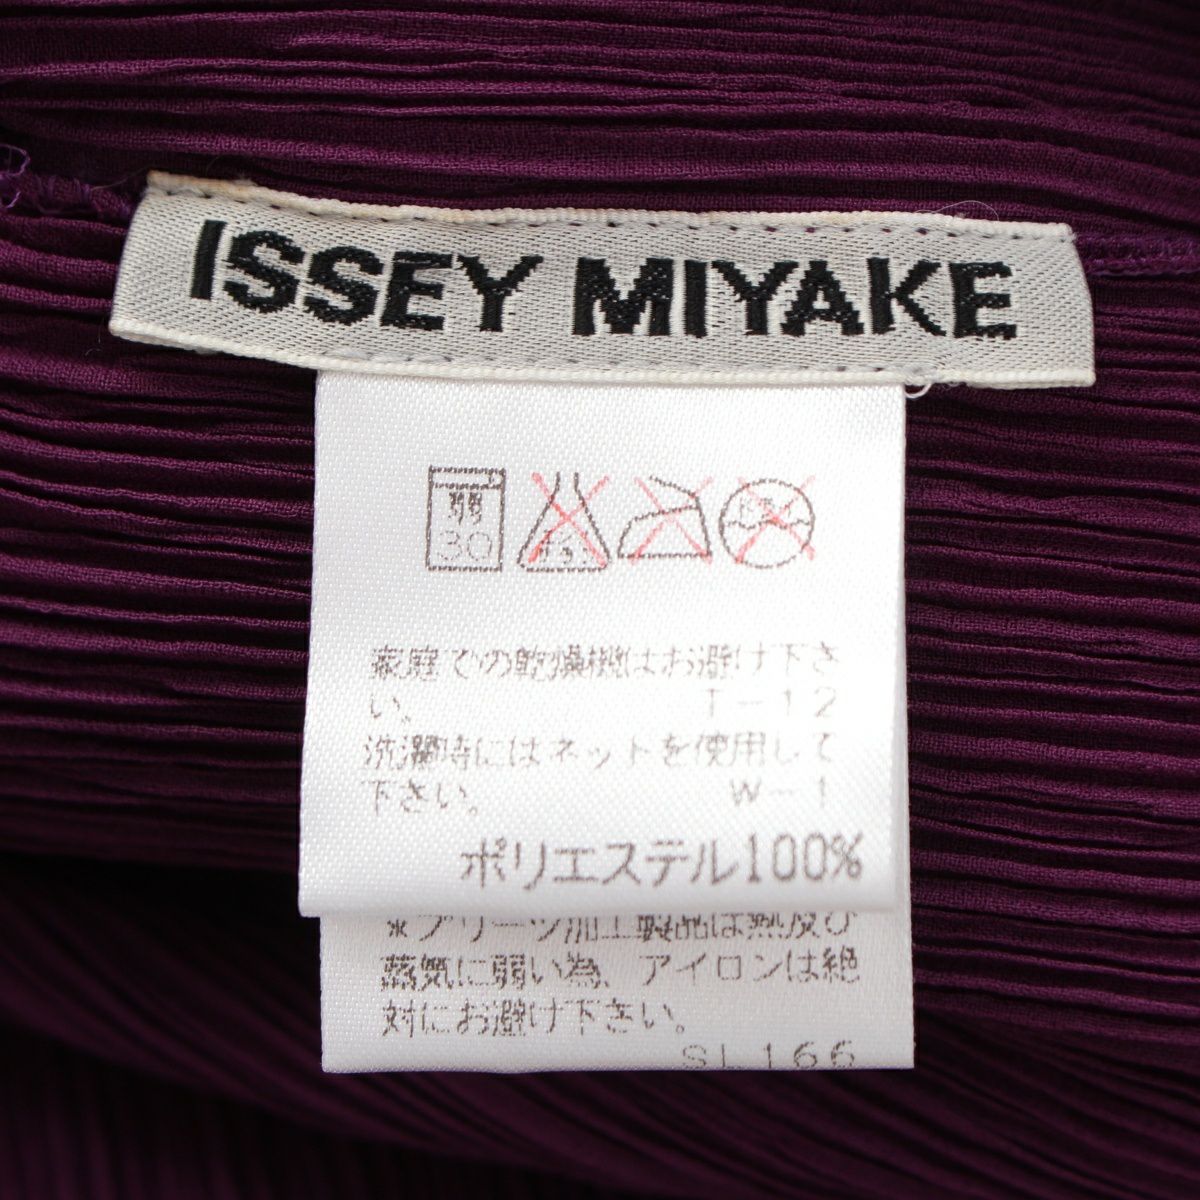 ISSEY MIYAKE
弱
30
家庭での乾燥機はお避け下さ
い。 T-12
洗濯時にはネットを使用して
下さい。 W-1
ポリエステル100%
※プリーツ加工製品は熱及び
蒸気に弱い為、アイロンは絶
対にお避け下さい。
SL166